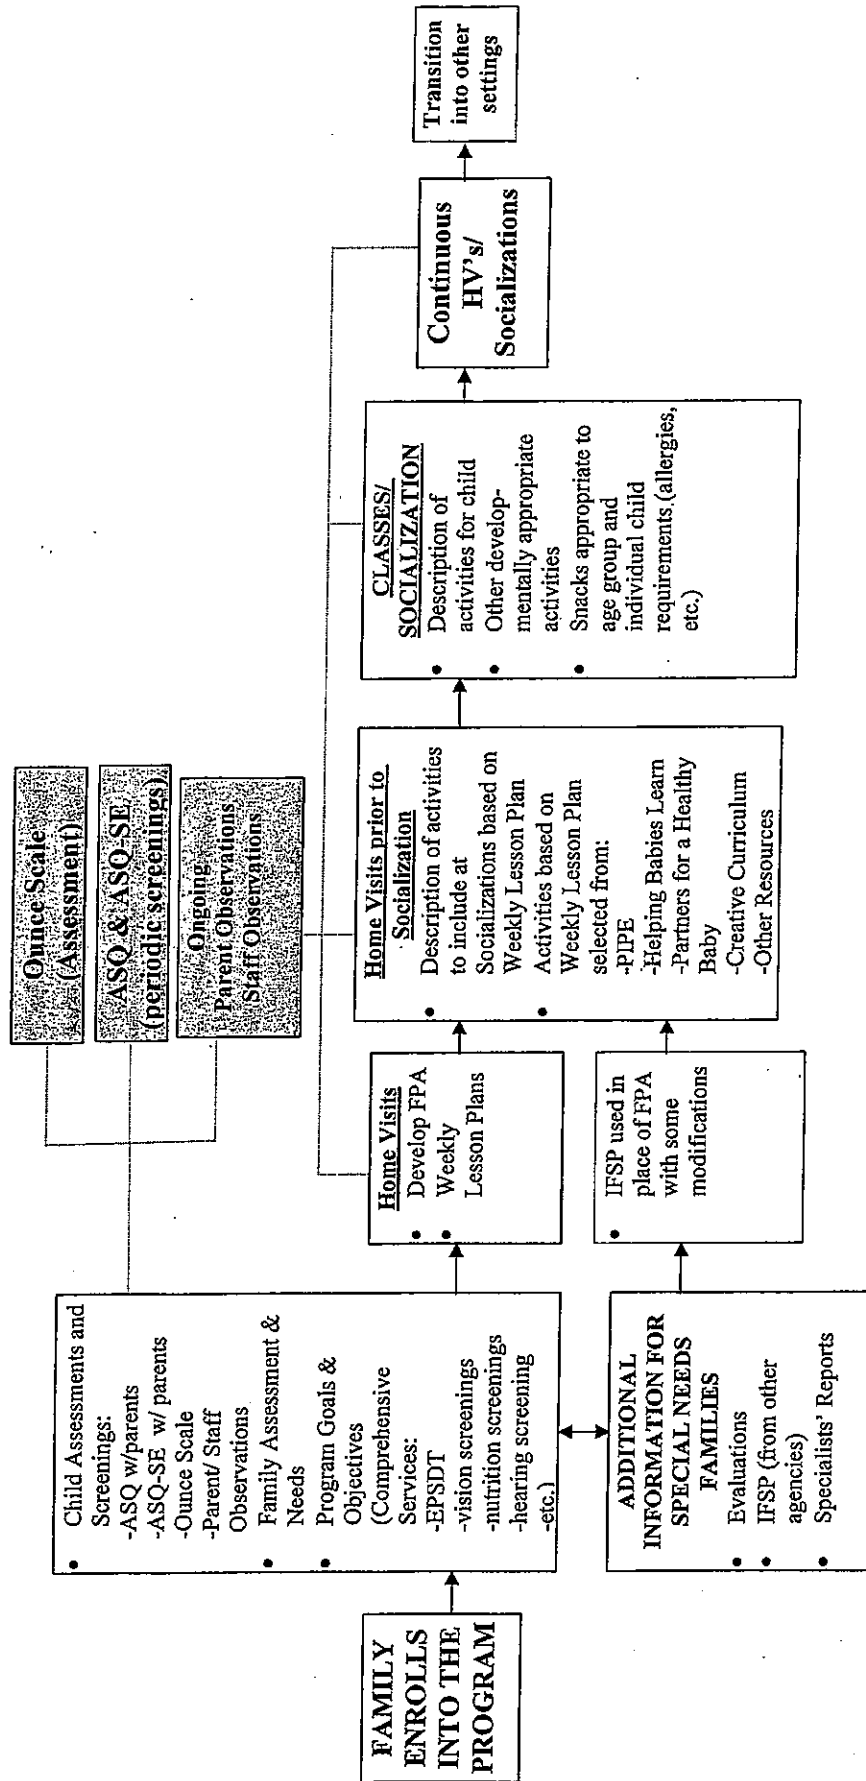 Ounce Scale
(Assessment)
ASQ & ASQ-SE
(periodic screenings)
Ongoing
Parent Observations
Staff Observations
FAMILY
ENROLLS
INTO THE
PROGRAM
• Child Assessments and
Screenings:
-ASQ w/parents
-ASQ-SE w/ parents
-Ounce Scale
-Parent/ Staff
Observations
• Family Assessment &
Needs
• Program Goals &
Objectives
(Comprehensive
Services:
-EPSDT
-vision screenings
-nutrition screenings
-hearing screening
-etc.)
ADDITIONAL
INFORMATION FOR
SPECIAL NEEDS
FAMILIES
• Evaluations
• IFSP (from other
agencies)
• Specialists' Reports
Home Visits
• Develop FPA
• Weekly
Lesson Plans
• IFSP used in
place of FPA
with some
modifications
Home Visits prior to
Socialization
• Description of activities
to include at
Socializations based on
Weekly Lesson Plan
• Activities based on
Weekly Lesson Plan
selected from:
-PIPE
-Helping Babies Learn
-Partners for a Healthy
Baby
-Creative Curriculum
-Other Resources
CLASSES/
SOCIALIZATION
• Description of
activities for child
• Other develop-
mentally appropriate
activities
• Snacks appropriate to
age group and
individual child
requirements.(allergies,
etc.)
Continuous
HV's/
Socializations
Transition
into other
settings